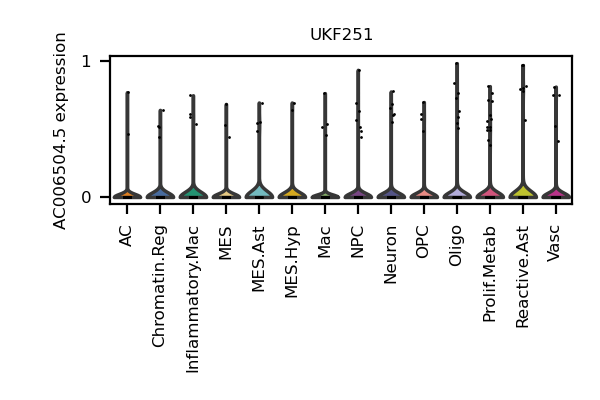 UKF251
AC006504.5 expression
1
0
AC
Chromatin.Reg
Inflammatory.Mac
MES
MES.Ast
MES.Hyp
Mac
NPC
Neuron
OPC
Oligo
Prolif.Metab
Reactive.Ast
Vasc